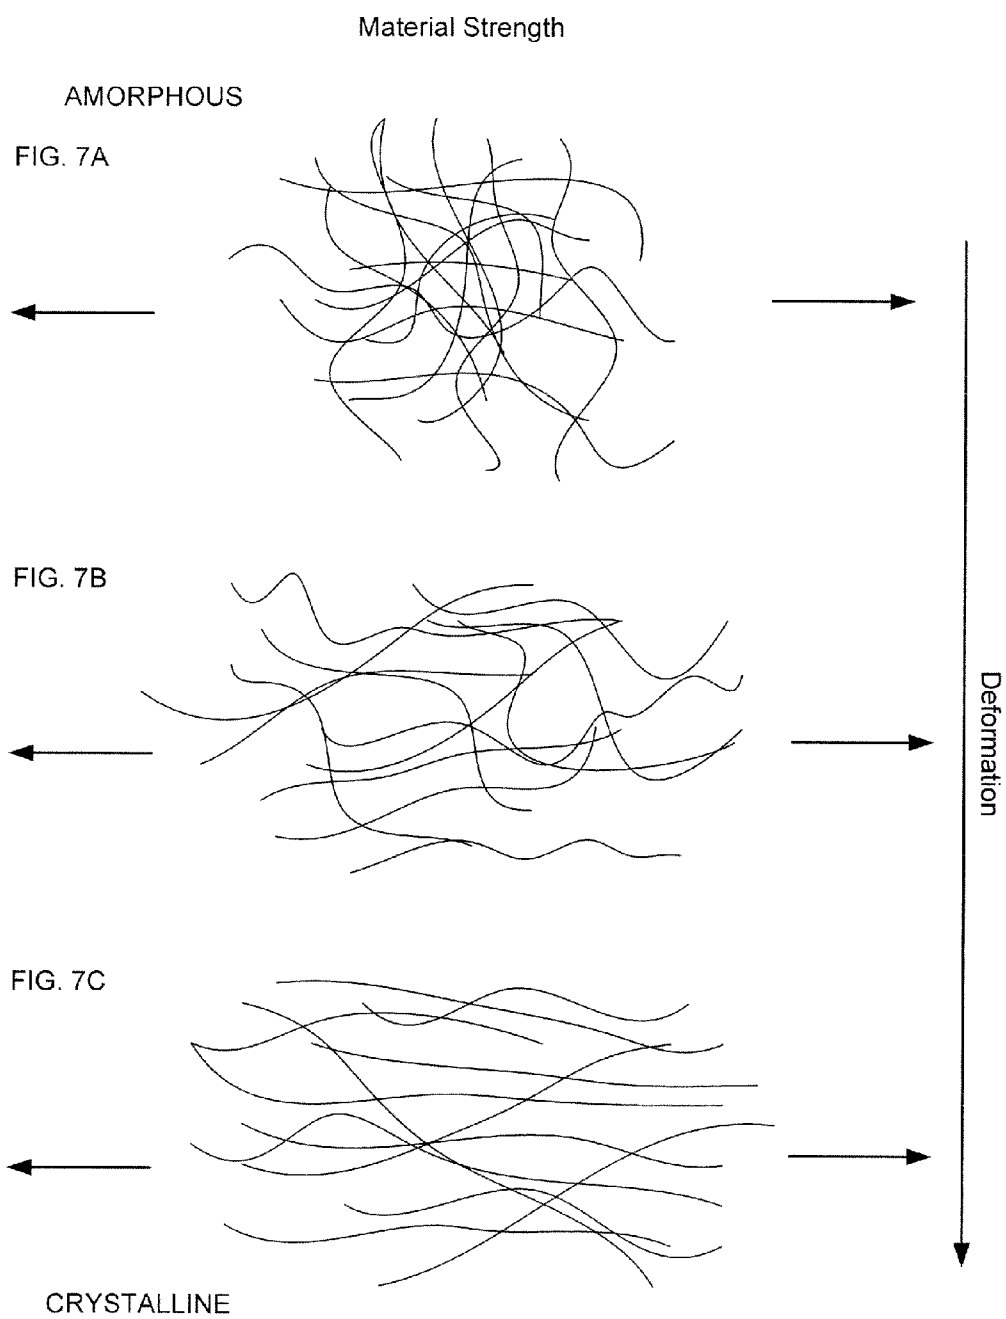 Material Strength
AMORPHOUS
FIG. 7A
FIG. 7B
Deformation
FIG. 7C
CRYSTALLINE